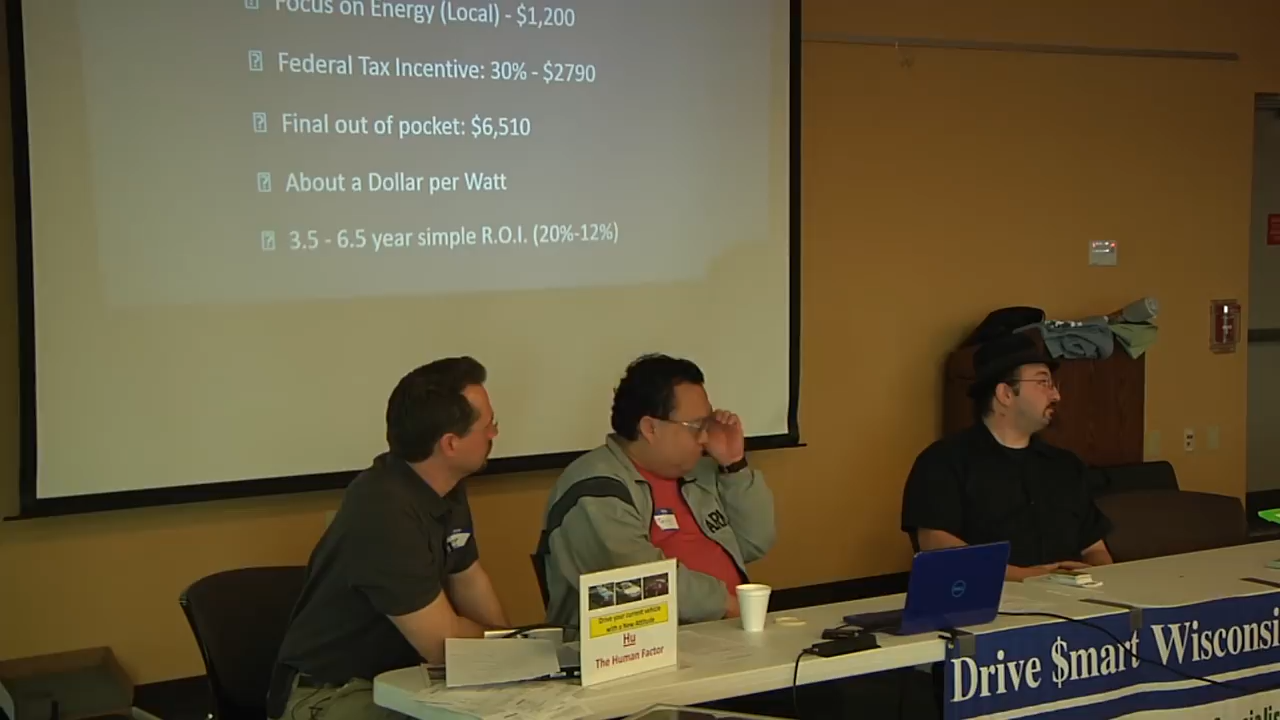 Focus on Energy (Local) - $1,200
Federal Tax Incentive: 30% - $2790
Final out of pocket: $6,510
About a Dollar per Watt
3.5 - 6.5 year simple R.O.I. (20%-12%)
Drive your current vehicle
with a New Attitude
Hu
The Human Factor
DELL
Drive $mart Wisconsi